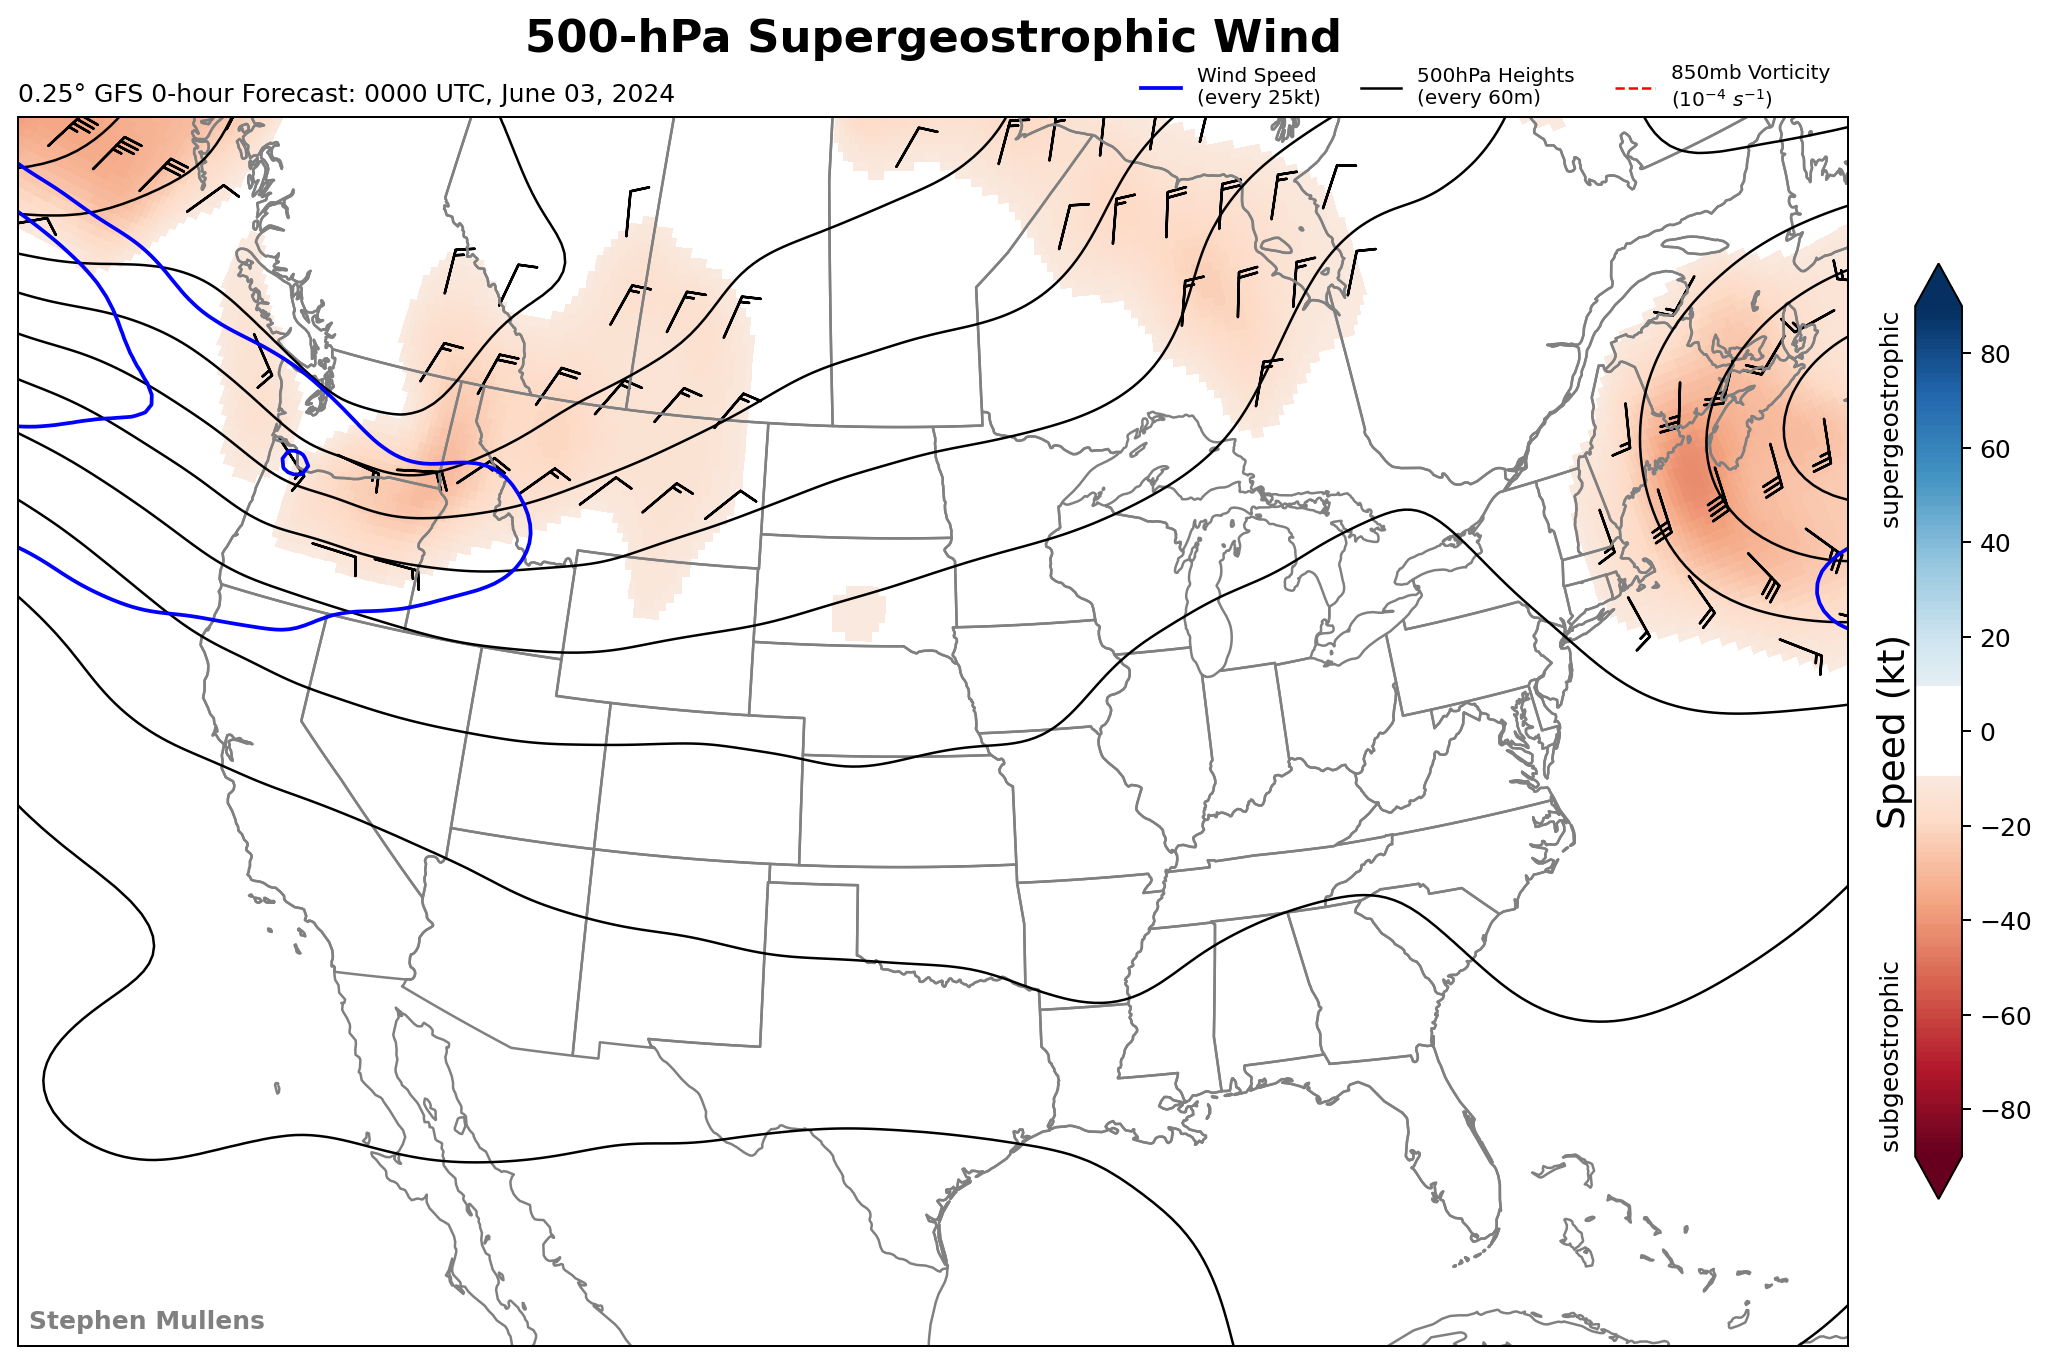 500-hPa Supergeostrophic Wind
0.25° GFS 0-hour Forecast: 0000 UTC, June 03, 2024
Wind Speed
(every 25kt)
500hPa Heights
(every 60m)
850mb Vorticity
(10⁻⁴ s⁻¹)
supergeostrophic
Speed (kt)
subgeostrophic
80
60
40
20
0
−20
−40
−60
−80
Stephen Mullens